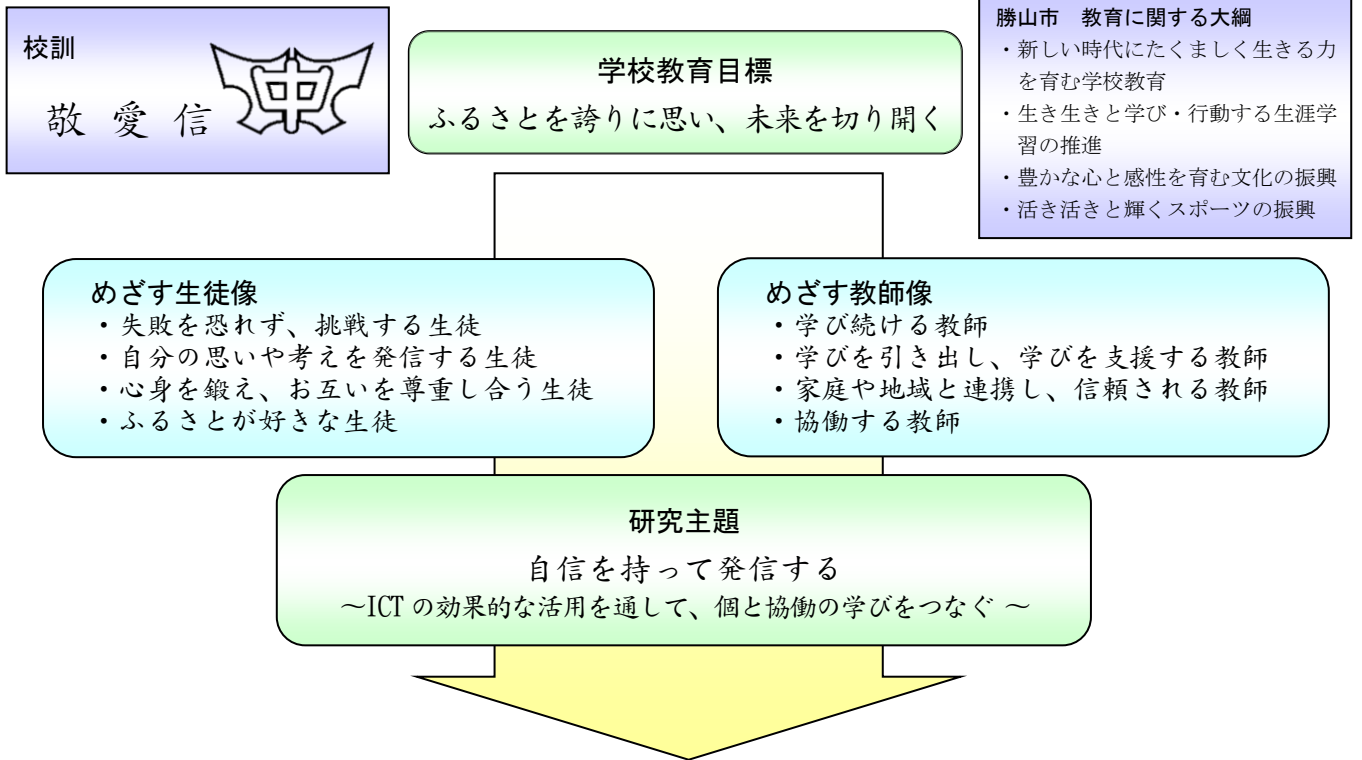 校訓
敬 愛 信
中
学校教育目標
ふるさとを誇りに思い、未来を切り開く
勝山市　教育に関する大綱
・新しい時代にたくましく生きる力
を育む学校教育
・生き生きと学び・行動する生涯学
習の推進
・豊かな心と感性を育む文化の振興
・活き活きと輝くスポーツの振興
めざす生徒像
・失敗を恐れず、挑戦する生徒
・自分の思いや考えを発信する生徒
・心身を鍛え、お互いを尊重し合う生徒
・ふるさとが好きな生徒
めざす教師像
・学び続ける教師
・学びを引き出し、学びを支援する教師
・家庭や地域と連携し、信頼される教師
・協働する教師
研究主題
自信を持って発信する
～ICT の効果的な活用を通して、個と協働の学びをつなぐ ～